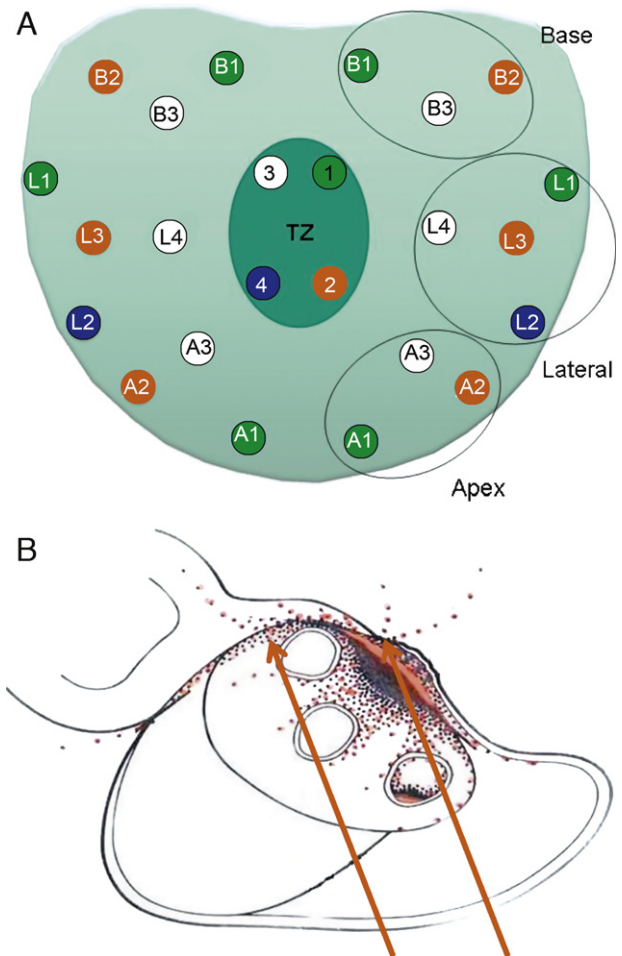 A
Base
B2 B1 B1 B2
B3 B3
L1 3 1 L1
L3 L4 TZ L4 L3
4 2
L2 L2
A3 A3
Lateral
A2 A2
A1 A1
Apex
B